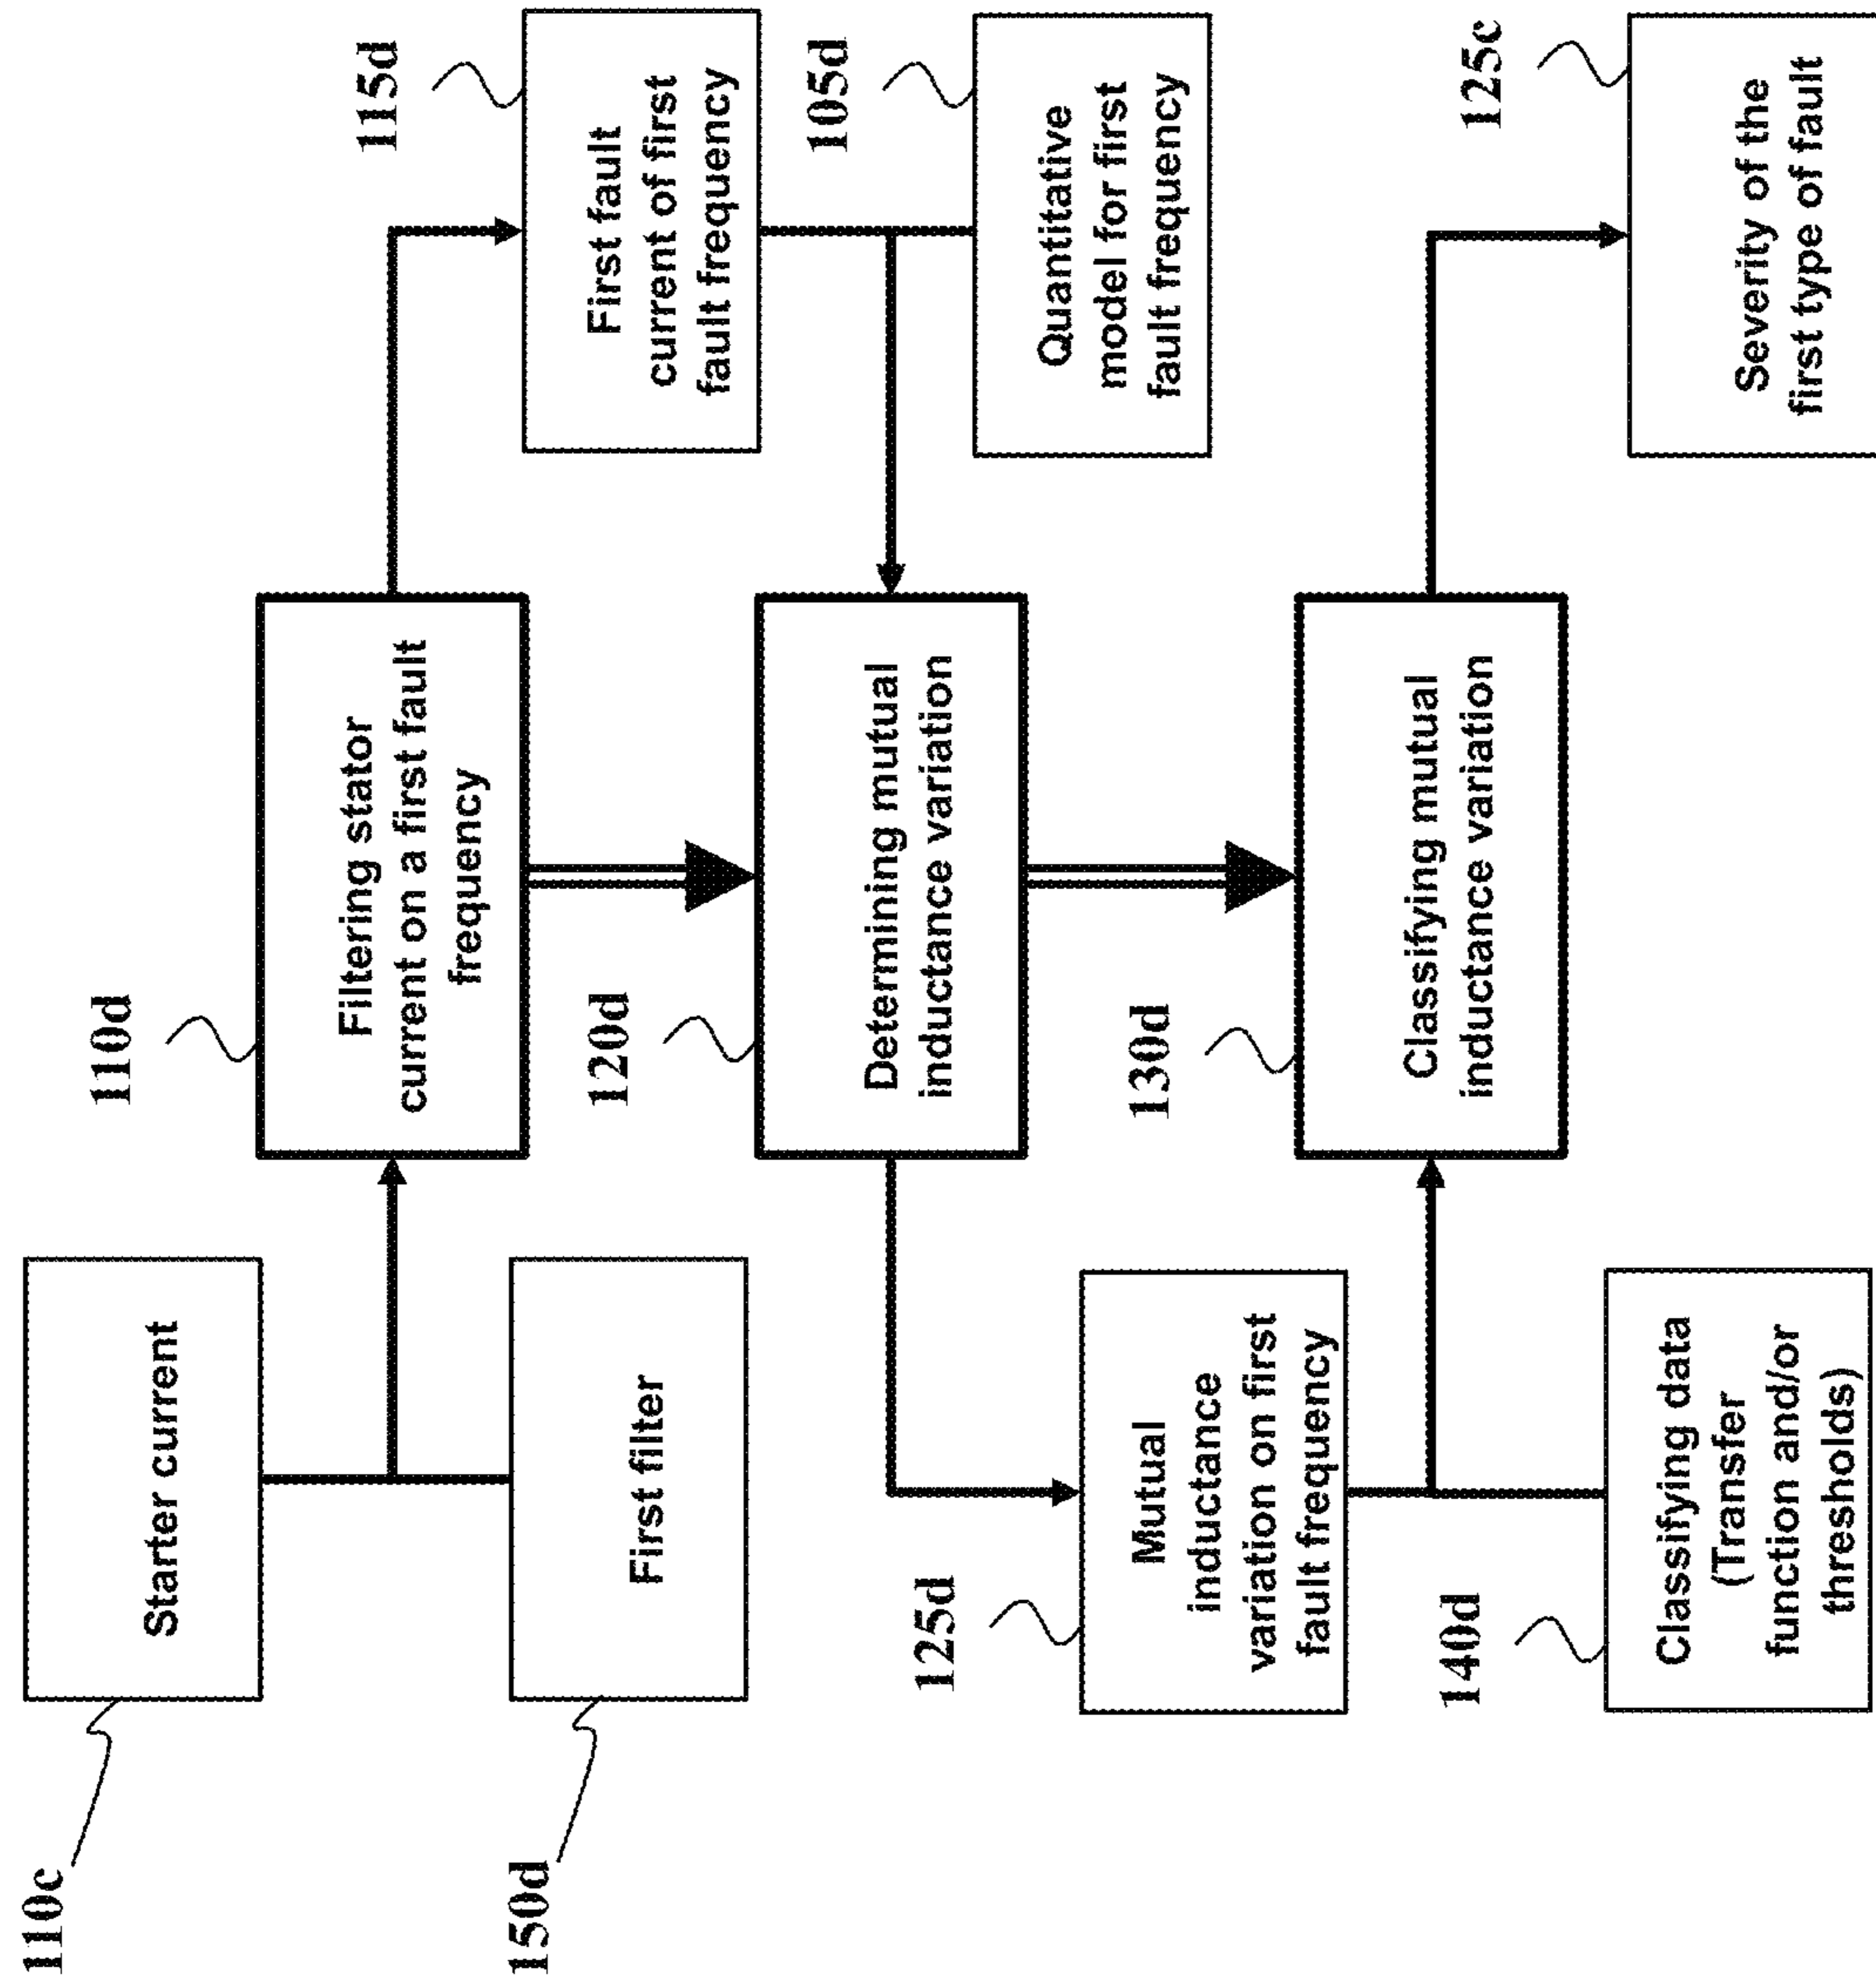 110c
Starter current
150d
First filter
110d
Filtering stator
current on a first fault
frequency
115d
First fault
current of first
fault frequency
105d
Quantitative
model for first
fault frequency
120d
Determining mutual
inductance variation
125d
Mutual
inductance
variation on first
fault frequency
140d
Classifying data
(Transfer
function and/or
thresholds)
130d
Classifying mutual
inductance variation
125c
Severity of the
first type of fault